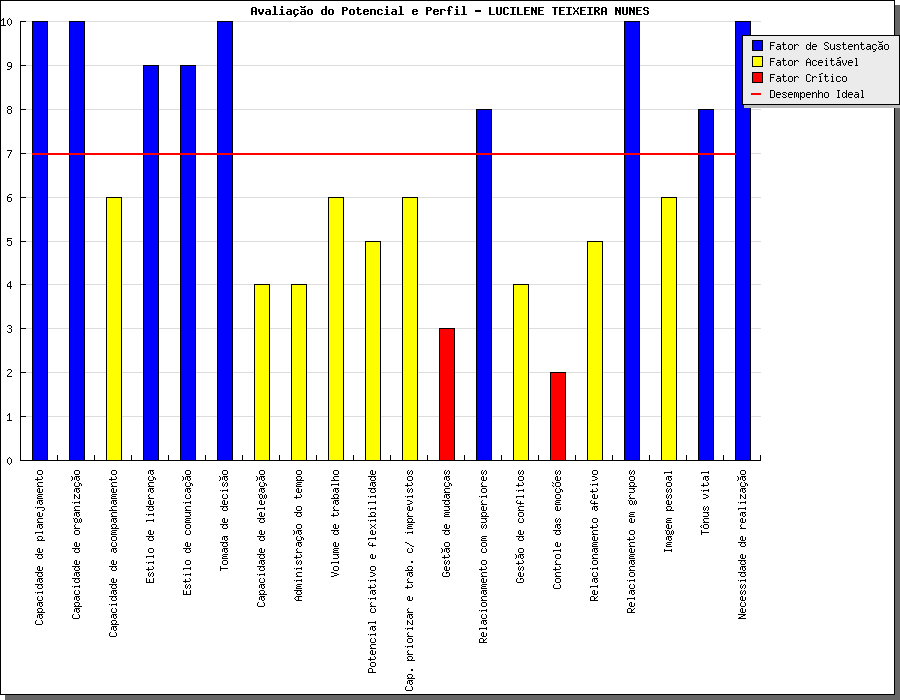 Avaliação do Potencial e Perfil - LUCILENE TEIXEIRA NUNES
10
9
8
7
6
5
4
3
2
1
0
Fator de Sustentação
Fator Aceitável
Fator Crítico
Desempenho Ideal
Capacidade de planejamento
Capacidade de organização
Capacidade de acompanhamento
Estilo de liderança
Estilo de comunicação
Tomada de decisão
Capacidade de delegação
Administração do tempo
Volume de trabalho
Potencial criativo e flexibilidade
Cap. priorizar e trab. c/ imprevistos
Gestão de mudanças
Relacionamento com superiores
Gestão de conflitos
Controle das emoções
Relacionamento afetivo
Relacionamento em grupos
Imagem pessoal
Tônus vital
Necessidade de realização